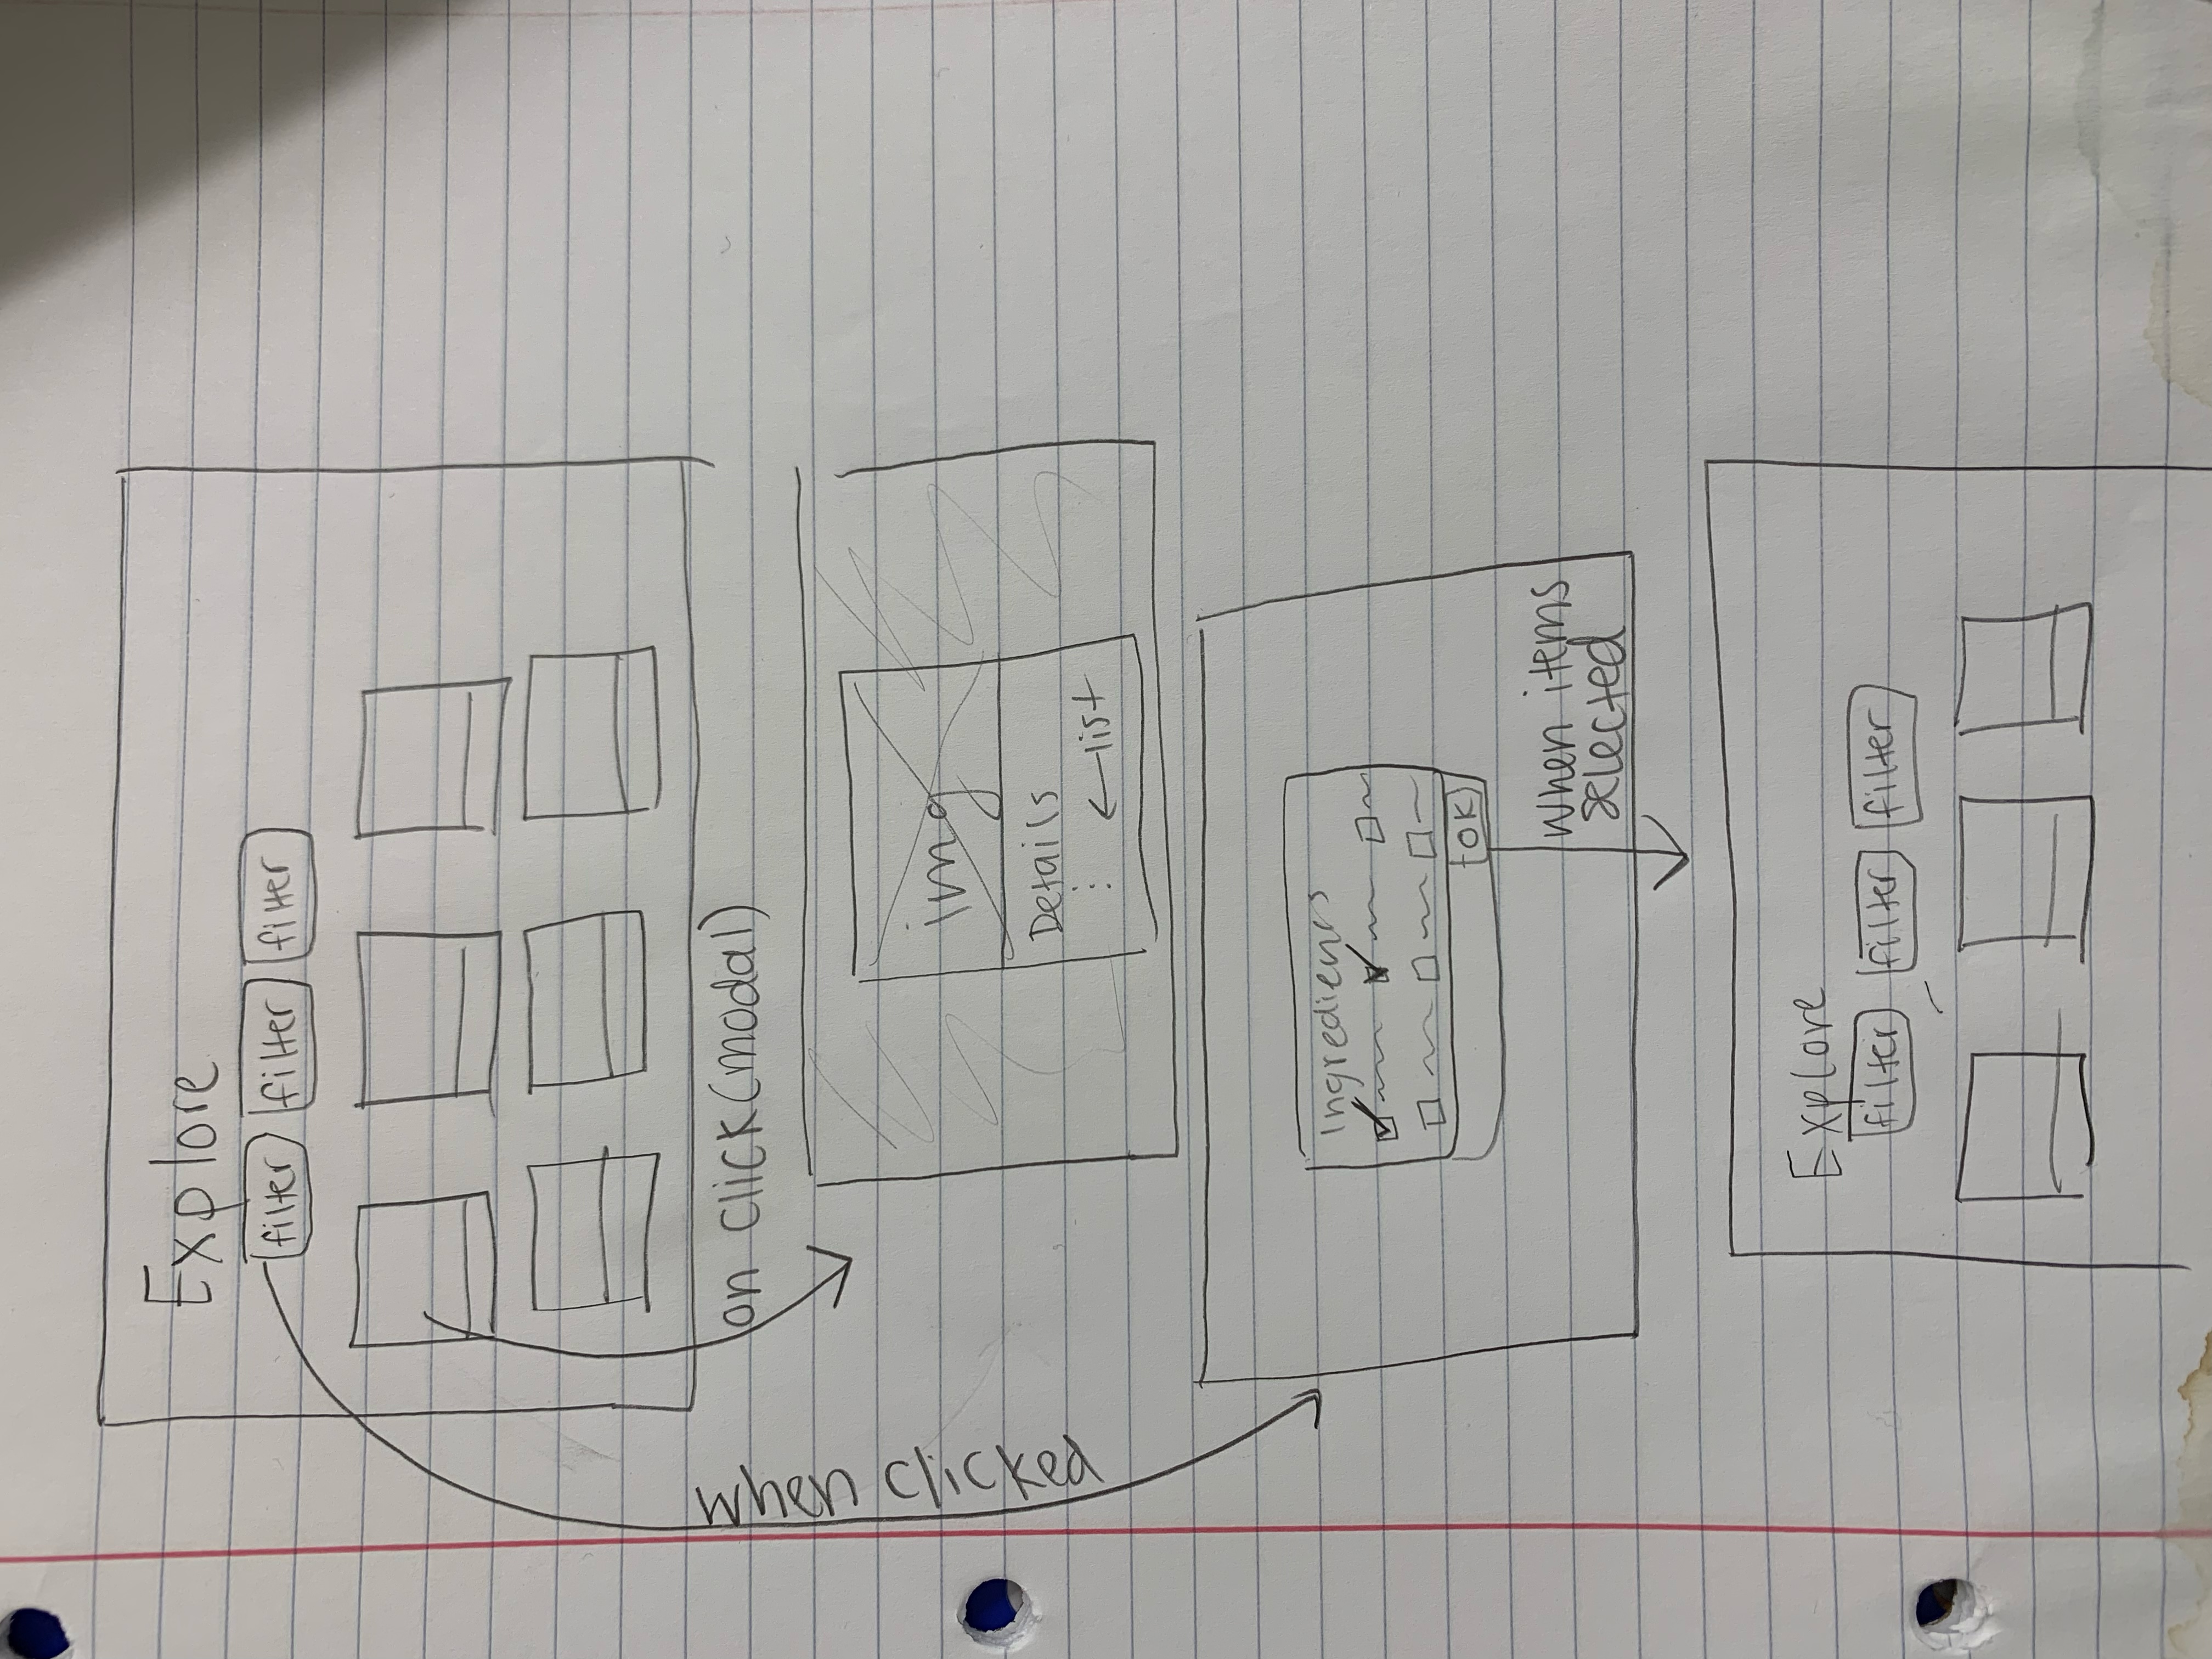 Explore
filter filter filter
on click (modal)
when clicked
img
Details
← list
Ingredients
OK
when items
selected
Explore
filter filter filter